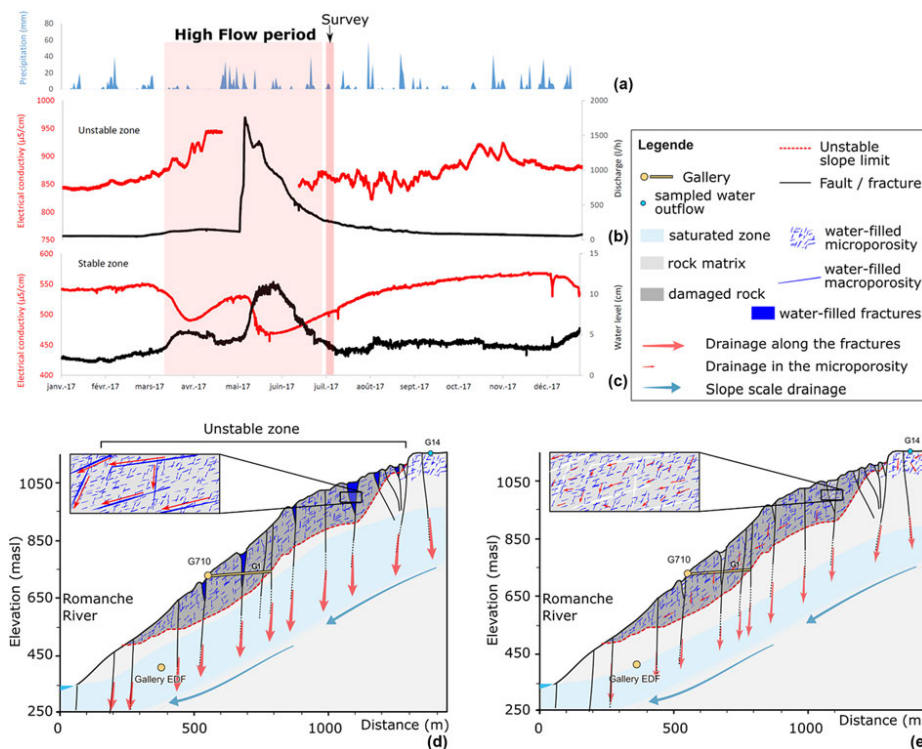 Survey
High Flow period
Precipitation (mm)
80
60
40
20
0
(a)
1000
950
900
850
800
750
Electrical conductivy (µS/cm)
Unstable zone
2000
1500
1000
500
0
Discharge (l/h)
(b)
600
550
500
450
400
Electrical conductivy (µS/cm)
Stable zone
15
10
5
0
Water level (cm)
janv.-17 févr.-17 mars-17 avr.-17 mai-17 juin-17 juil.-17 août-17 sept.-17 oct.-17 nov.-17 déc.-17
(c)
Legende
Gallery
sampled water
outflow
saturated zone
rock matrix
damaged rock
Unstable
slope limit
Fault / fracture
water-filled
microporosity
water-filled
macroporosity
water-filled fractures
Drainage along the fractures
Drainage in the microporosity
Slope scale drainage
Unstable zone
G14
1050
850
650
450
250
Elevation (masl)
G710
G1
Romanche
River
Gallery EDF
0 500 1000
Distance (m)
(d)
G14
1050
850
650
450
250
Elevation (masl)
G710
G1
Romanche
River
Gallery EDF
0 500 1000
Distance (m)
(e